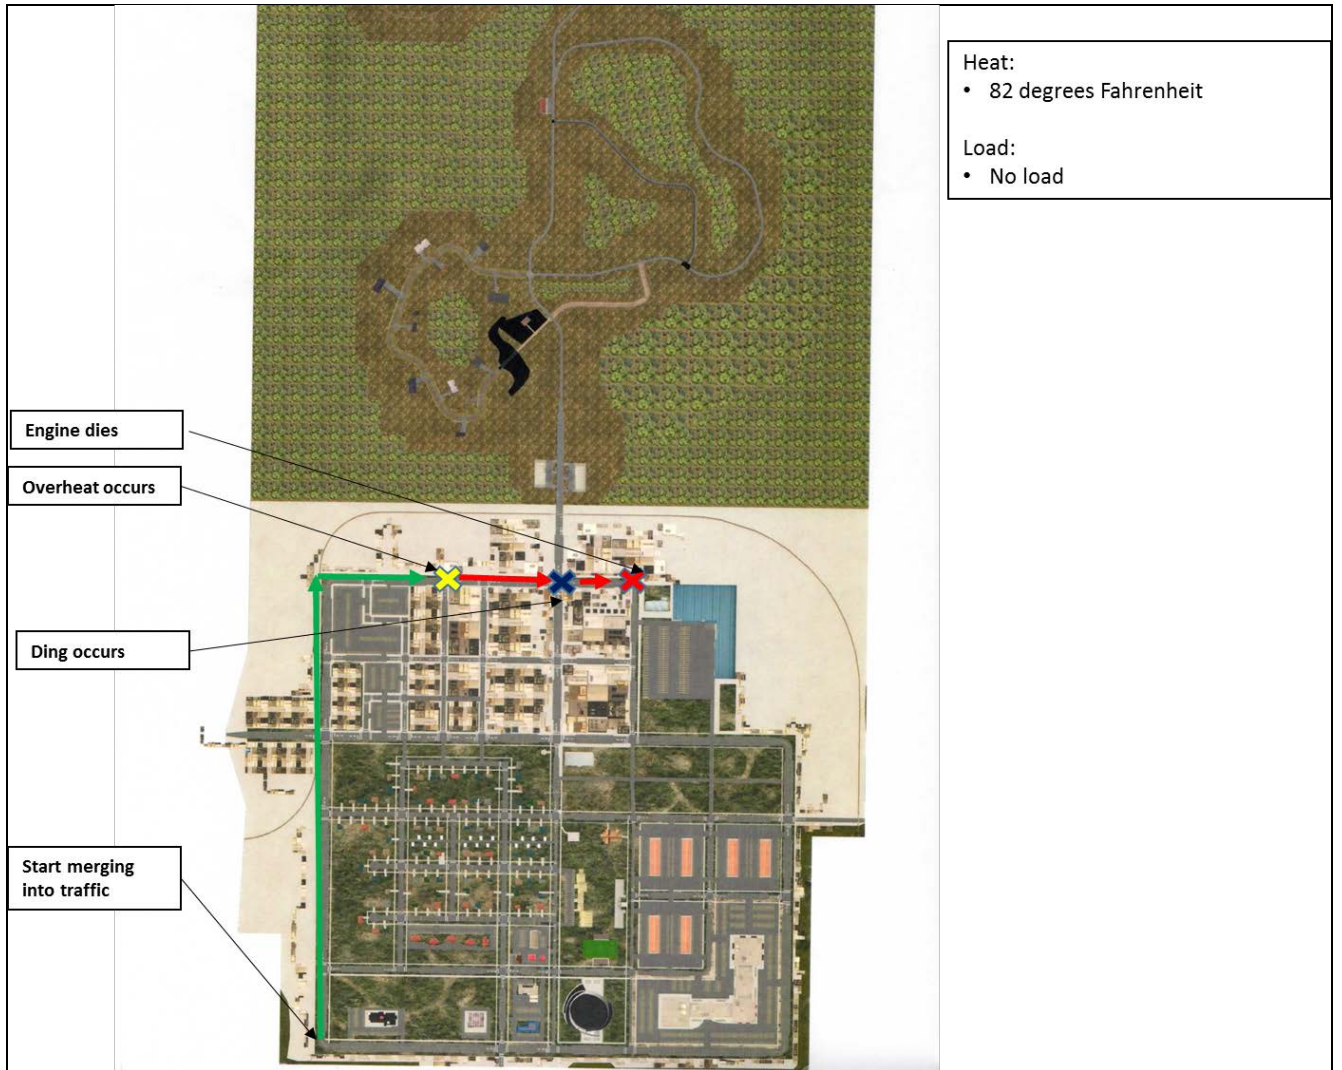 Heat:
• 82 degrees Fahrenheit
Load:
• No load
Engine dies
Overheat occurs
Ding occurs
Start merging
into traffic